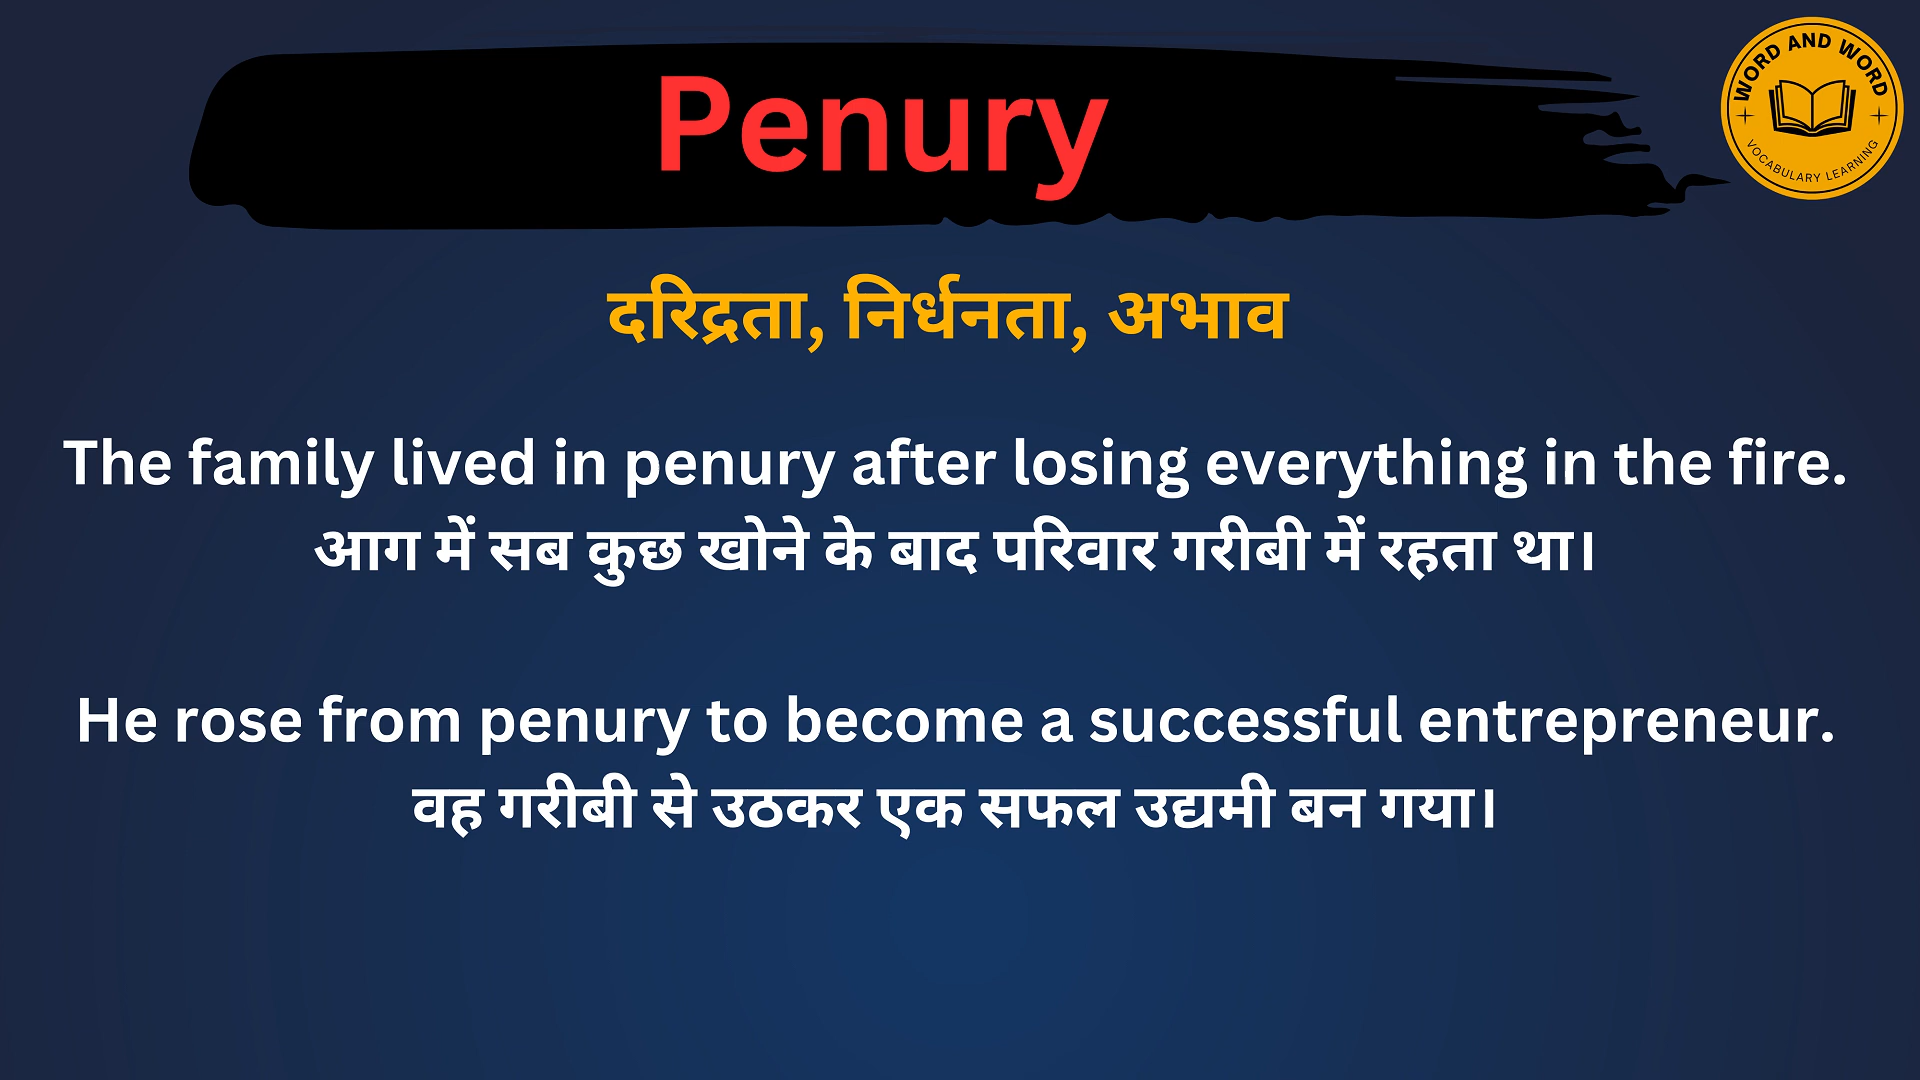 Penury
WORD AND WORD
VOCABULARY LEARNING
दरिद्रता, निर्धनता, अभाव
The family lived in penury after losing everything in the fire.
आग में सब कुछ खोने के बाद परिवार गरीबी में रहता था।
He rose from penury to become a successful entrepreneur.
वह गरीबी से उठकर एक सफल उद्यमी बन गया।